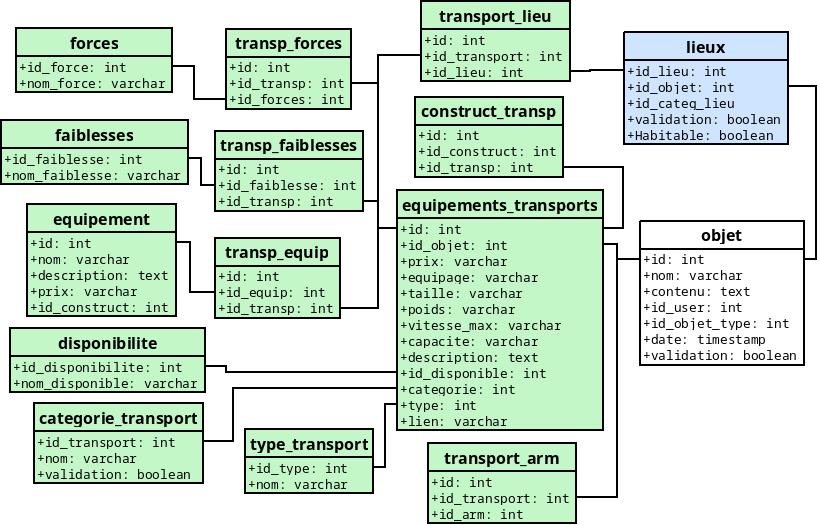 forces
+id_force: int
+nom_force: varchar
transp_forces
+id: int
+id_transp: int
+id_forces: int
transport_lieu
+id: int
+id_transport: int
+id_lieu: int
lieux
+id_lieu: int
+id_objet: int
+id_categ_lieu
+validation: boolean
+Habitable: boolean
construct_transp
+id: int
+id_construct: int
+id_transp: int
faiblesses
+id_faiblesse: int
+nom_faiblesse: varchar
transp_faiblesses
+id: int
+id_faiblesse: int
+id_transp: int
equipements_transports
+id: int
+id_objet: int
+prix: varchar
+equipage: varchar
+taille: varchar
+poids: varchar
+vitesse_max: varchar
+capacite: varchar
+description: text
+id_disponible: int
+categorie: int
+type: int
+lien: varchar
equipement
+id: int
+nom: varchar
+description: text
+prix: varchar
+id_construct: int
transp_equip
+id: int
+id_equip: int
+id_transp: int
objet
+id: int
+nom: varchar
+contenu: text
+id_user: int
+id_objet_type: int
+date: timestamp
+validation: boolean
disponibilite
+id_disponibilite: int
+nom_disponible: varchar
categorie_transport
+id_transport: int
+nom: varchar
+validation: boolean
type_transport
+id_type: int
+nom: varchar
transport_arm
+id: int
+id_transport: int
+id_arm: int